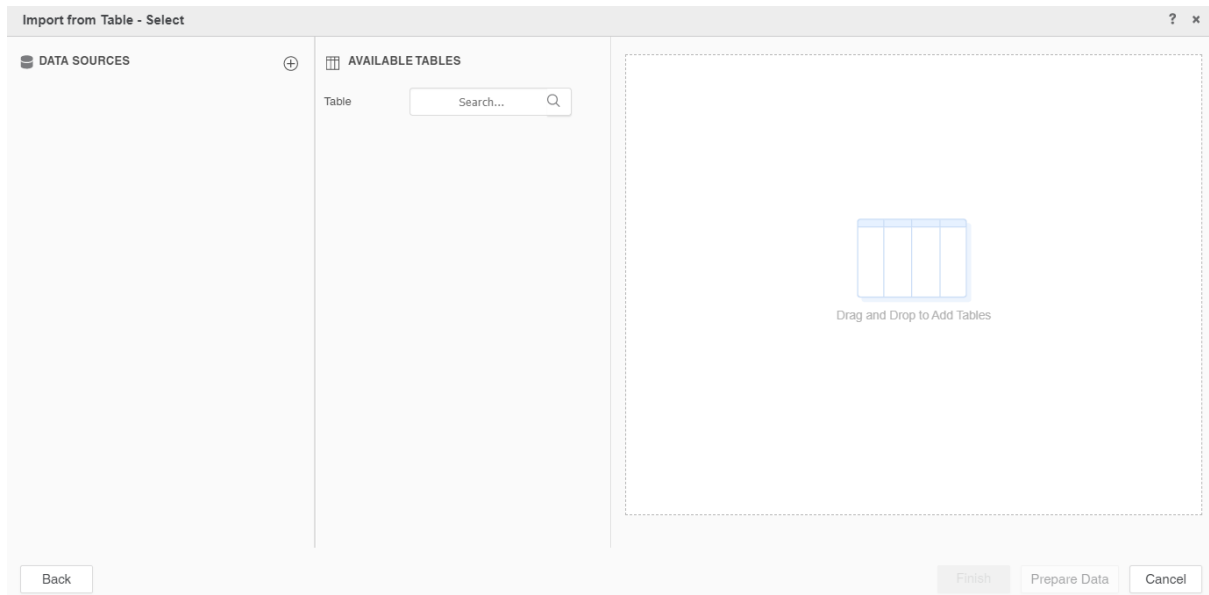 Import from Table - Select
? ×
DATA SOURCES
AVAILABLE TABLES
Table
Search...
Drag and Drop to Add Tables
Back
Finish
Prepare Data
Cancel